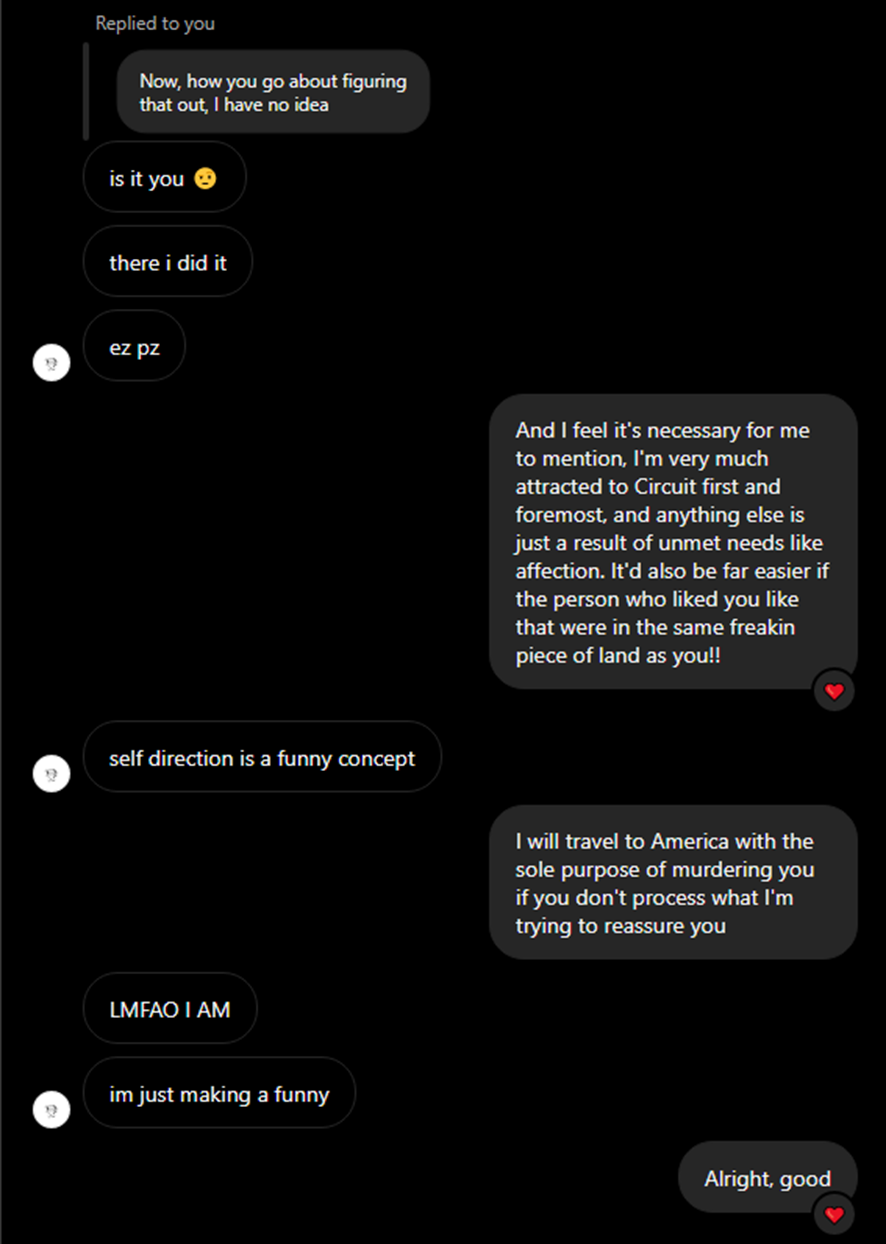 Replied to you
Now, how you go about figuring
that out, I have no idea
is it you 🤨
there i did it
ez pz
And I feel it's necessary for me
to mention, I'm very much
attracted to Circuit first and
foremost, and anything else is
just a result of unmet needs like
affection. It'd also be far easier if
the person who liked you like
that were in the same freakin
piece of land as you!!
self direction is a funny concept
I will travel to America with the
sole purpose of murdering you
if you don't process what I'm
trying to reassure you
LMFAO I AM
im just making a funny
Alright, good